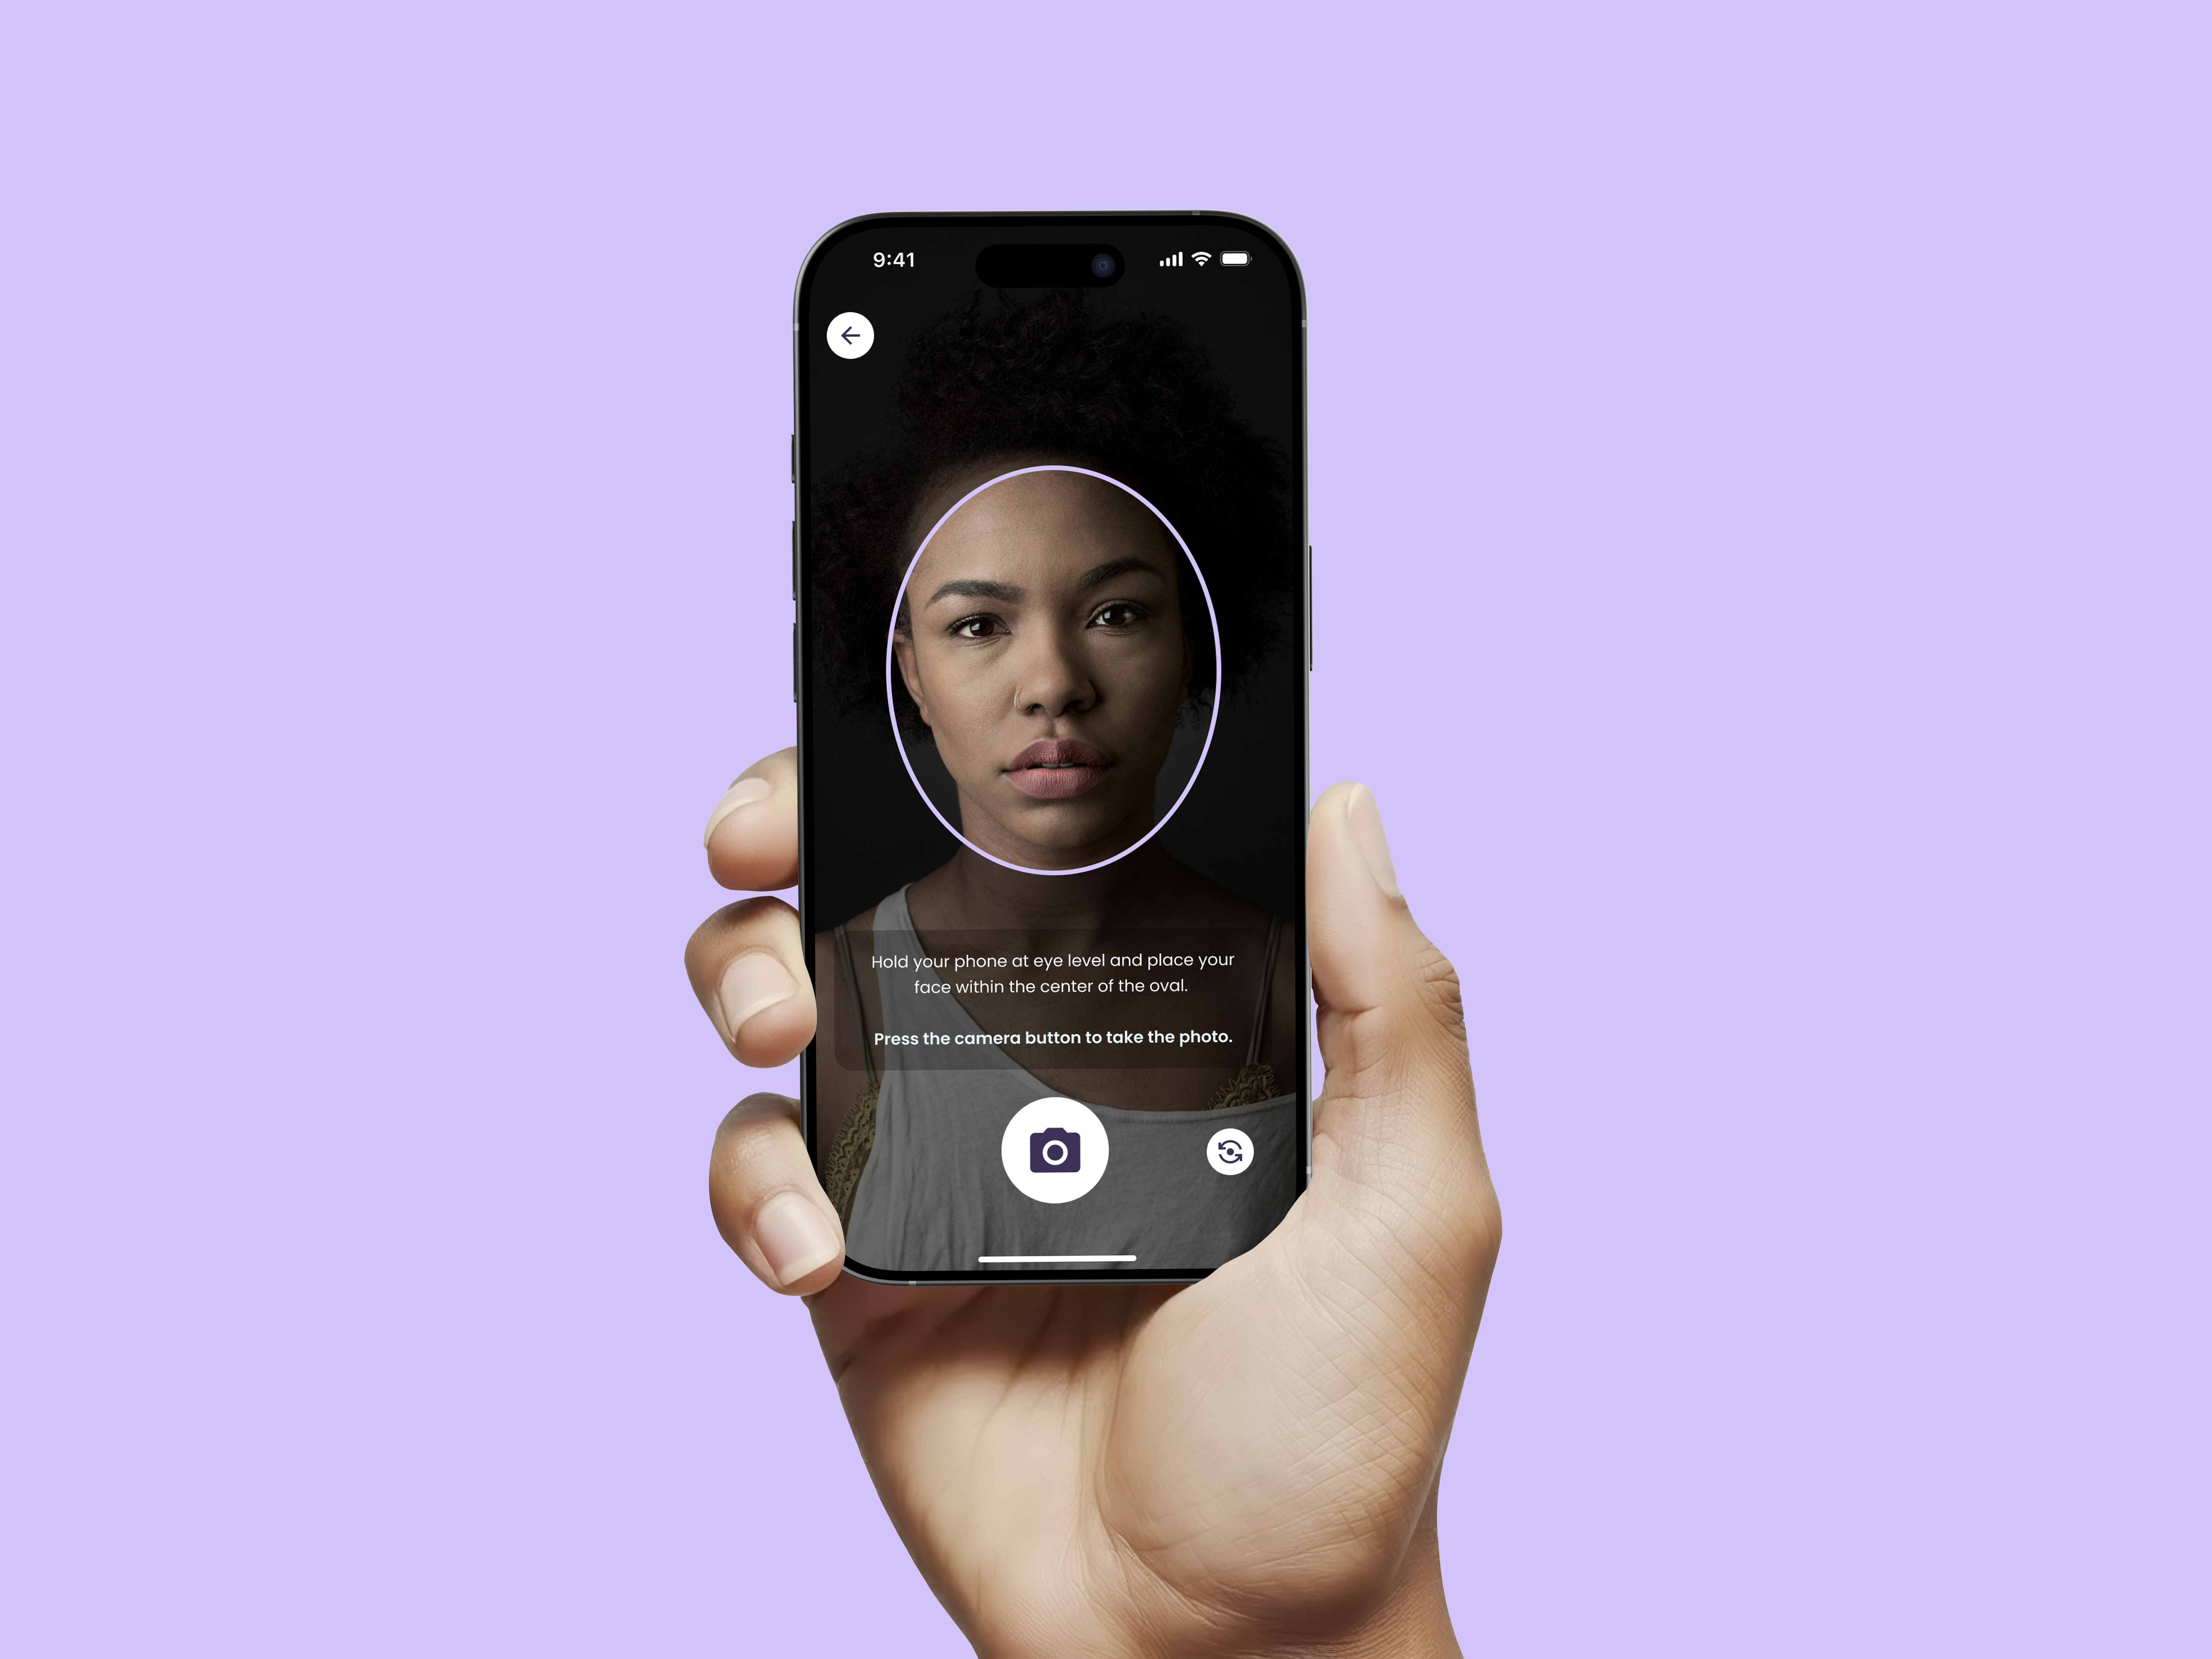 9:41
Hold your phone at eye level and place your
face within the center of the oval.
Press the camera button to take the photo.